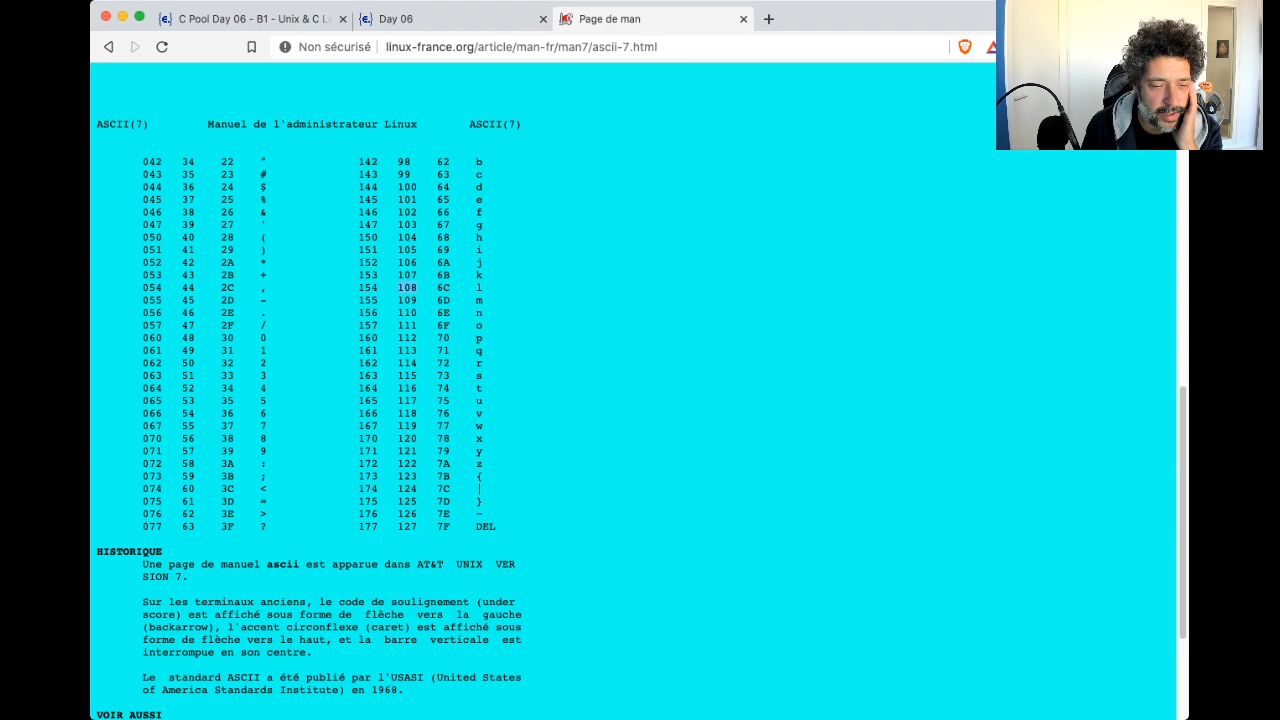 C Pool Day 06 - B1 - Unix & C La
Day 06
Page de man
Non sécurisé
linux-france.org/article/man-fr/man7/ascii-7.html
ASCII(7) Manuel de l'administrateur Linux ASCII(7)
042 34 22 " 142 98 62 b
043 35 23 # 143 99 63 c
044 36 24 $ 144 100 64 d
045 37 25 % 145 101 65 e
046 38 26 & 146 102 66 f
047 39 27 ' 147 103 67 g
050 40 28 ( 150 104 68 h
051 41 29 ) 151 105 69 i
052 42 2A * 152 106 6A j
053 43 2B + 153 107 6B k
054 44 2C , 154 108 6C l
055 45 2D - 155 109 6D m
056 46 2E . 156 110 6E n
057 47 2F / 157 111 6F o
060 48 30 0 160 112 70 p
061 49 31 1 161 113 71 q
062 50 32 2 162 114 72 r
063 51 33 3 163 115 73 s
064 52 34 4 164 116 74 t
065 53 35 5 165 117 75 u
066 54 36 6 166 118 76 v
067 55 37 7 167 119 77 w
070 56 38 8 170 120 78 x
071 57 39 9 171 121 79 y
072 58 3A : 172 122 7A z
073 59 3B ; 173 123 7B {
074 60 3C < 174 124 7C |
075 61 3D = 175 125 7D }
076 62 3E > 176 126 7E ~
077 63 3F ? 177 127 7F DEL
HISTORIQUE
Une page de manuel ascii est apparue dans AT&T UNIX VER
SION 7.
Sur les terminaux anciens, le code de soulignement (under
score) est affiché sous forme de flèche vers la gauche
(backarrow), l'accent circonflexe (caret) est affiché sous
forme de flèche vers le haut, et la barre verticale est
interrompue en son centre.
Le standard ASCII a été publié par l'USASI (United States
of America Standards Institute) en 1968.
VOIR AUSSI